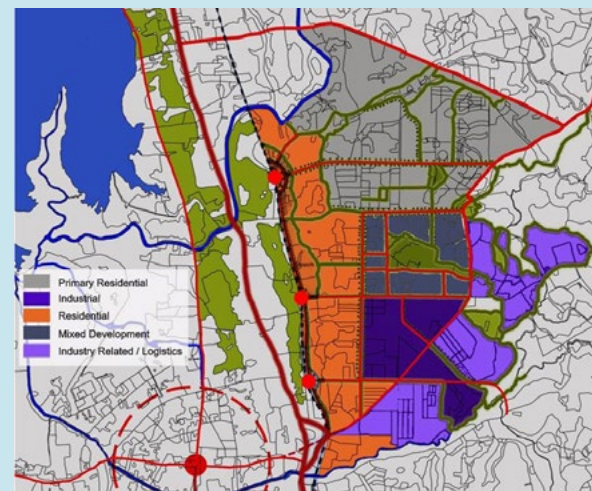 Primary Residential
Industrial
Residential
Mixed Development
Industry Related / Logistics